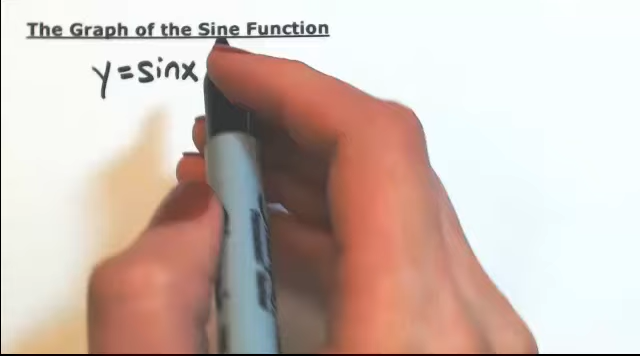 The Graph of the Sine Function
y=sinx